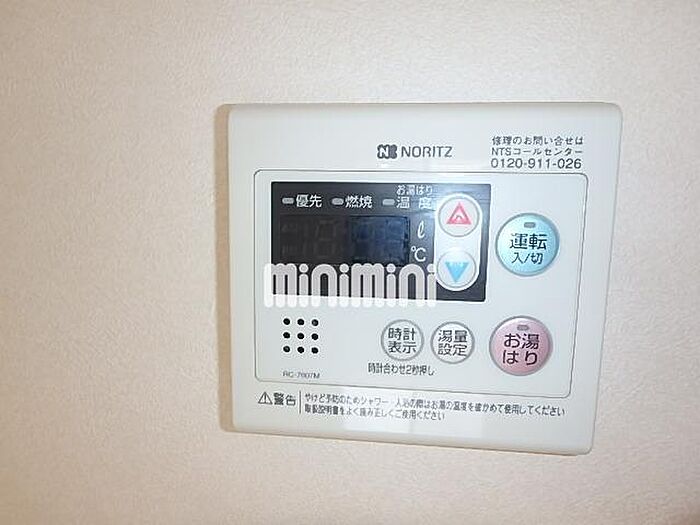 NORITZ
修理のお問い合せは
NTSコールセンター
0120-911-026
お湯はり
優先 燃焼 温度
ℓ
℃
運転
入/切
minimini
時計
表示
湯量
設定
お湯
はり
時計合わせ2秒押し
RC-7607M
警告
やけど予防のためシャワー・入浴の際はお湯の温度を確かめて使用してください
取扱説明書をよく読み正しくご使用ください